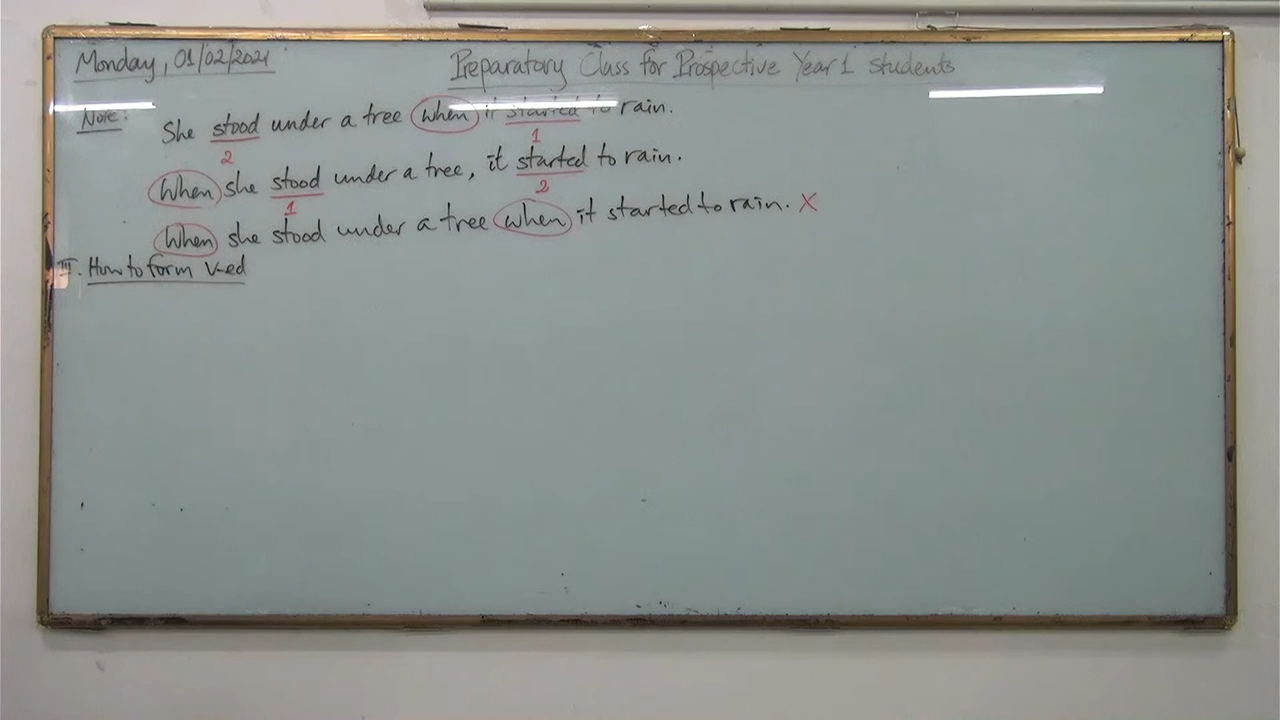 Monday, 01/02/2021
Preparatory Class for Prospective Year 1 Students
Note: She stood under a tree when it started to rain.
2 1
When she stood under a tree, it started to rain.
1 2
When she stood under a tree when it started to rain. X
III. How to form V-ed